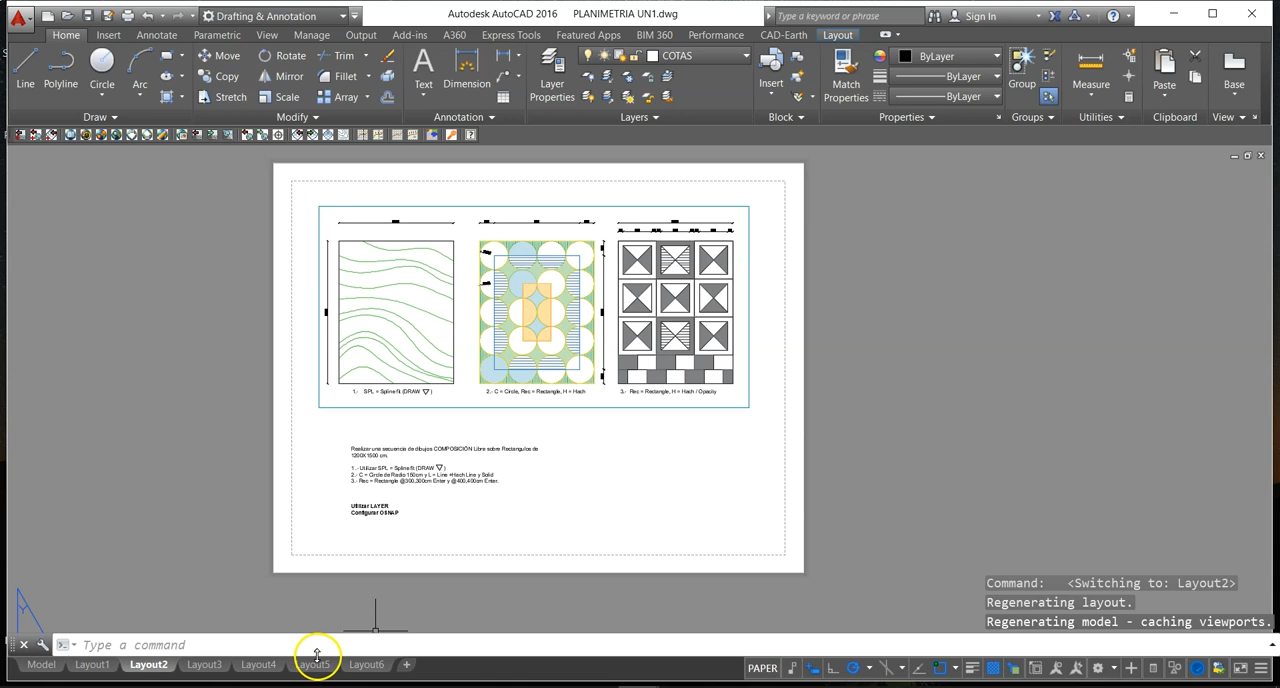 Drafting & Annotation
Autodesk AutoCAD 2016 PLANIMETRIA UN1.dwg
Type a keyword or phrase
Sign In
Home Insert Annotate Parametric View Manage Output Add-ins A360 Express Tools Featured Apps BIM 360 Performance CAD-Earth Layout
Line Polyline Circle Arc
Move Rotate Trim
Copy Mirror Fillet
Stretch Scale Array
Text Dimension
Layer Properties
COTAS
Insert
Match Properties
ByLayer
ByLayer
ByLayer
Group Measure Paste Base
Draw Modify Annotation Layers Block Properties Groups Utilities Clipboard View
1.- SPL = Spline fit (DRAW )
2.- C = Circle, Rec = Rectangle, H = Hach
3.- Rec = Rectangle, H = Hach / Opacity
Realizar una secuencia de dibujos COMPOSICIÓN Libre sobre Rectangulos de
1200X1500 cm.
1.- Utilizar SPL = Spline fit (DRAW )
2.- C = Circle de Radio 150cm y L = Line =Hach Line y Solid
3.- Rec = Rectangle @300,300cm Enter y @400,400cm Enter.
Utilizar LAYER
Configurar OSNAP
Command: <Switching to: Layout2>
Regenerating layout.
Regenerating model - caching viewports.
Type a command
Model Layout1 Layout2 Layout3 Layout4 Layout5 Layout6 +
PAPER